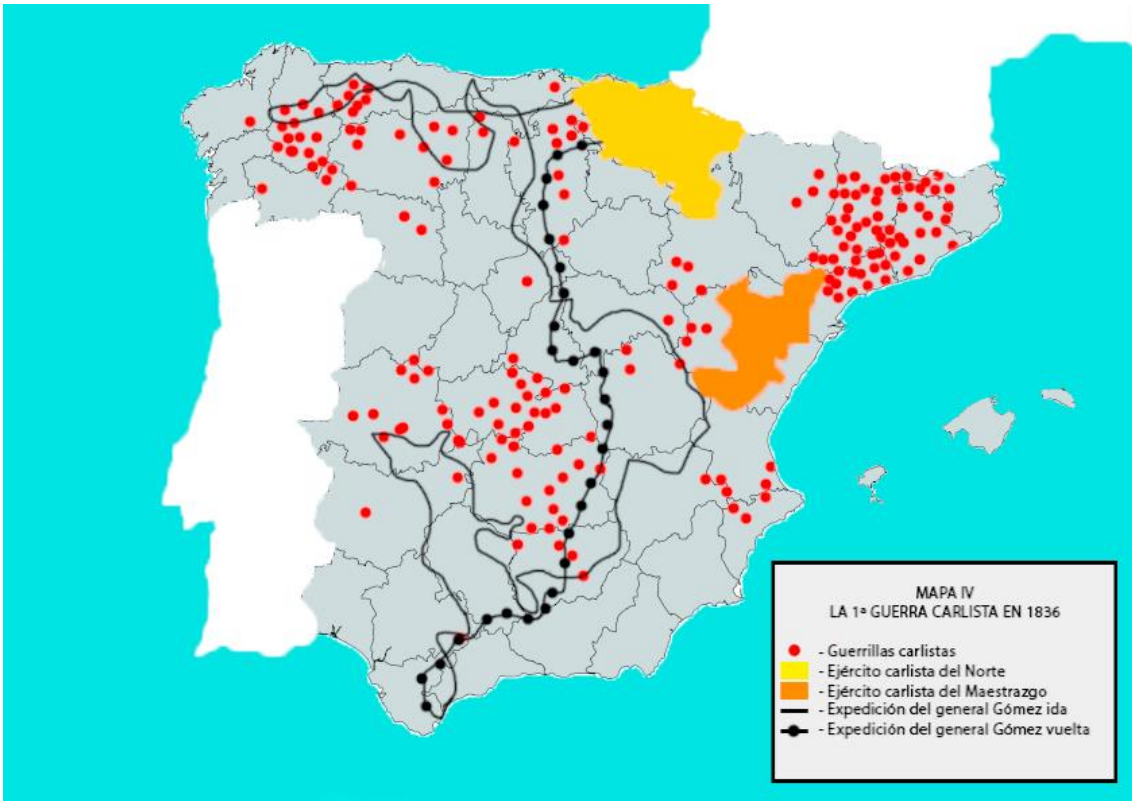 MAPA IV
LA 1ª GUERRA CARLISTA EN 1836
- Guerrillas carlistas
- Ejército carlista del Norte
- Ejército carlista del Maestrazgo
- Expedición del general Gómez ida
- Expedición del general Gómez vuelta